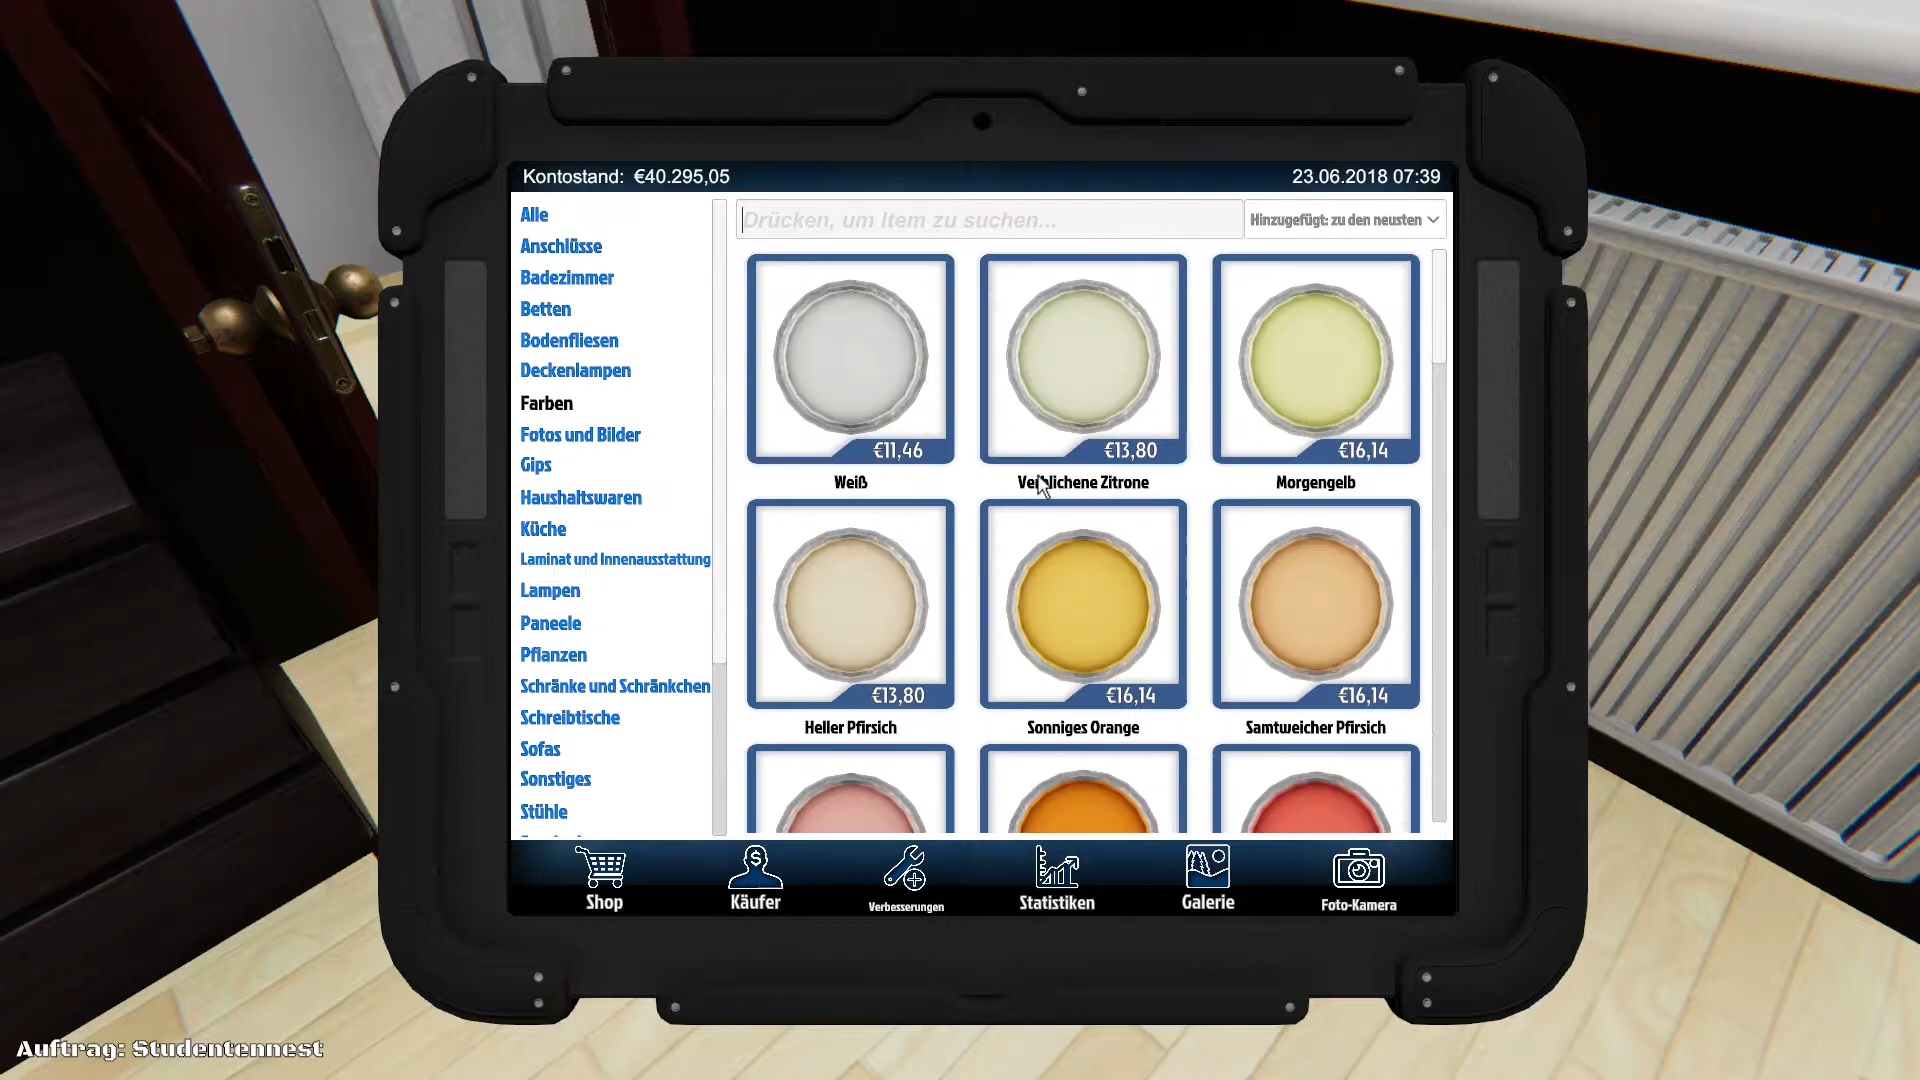 Kontostand: €40.295,05
23.06.2018 07:39
Alle
Anschlüsse
Badezimmer
Betten
Bodenfliesen
Deckenlampen
Farben
Fotos und Bilder
Gips
Haushaltswaren
Küche
Laminat und Innenausstattung
Lampen
Paneele
Pflanzen
Schränke und Schränkchen
Schreibtische
Sofas
Sonstiges
Stühle
Drücken, um Item zu suchen...
Hinzugefügt: zu den neusten
€11,46
€13,80
€16,14
Weiß
Verblichene Zitrone
Morgengelb
€13,80
€16,14
€16,14
Heller Pfirsich
Sonniges Orange
Samtweicher Pfirsich
Shop
Käufer
Verbesserungen
Statistiken
Galerie
Foto-Kamera
Auftrag: Studentennest